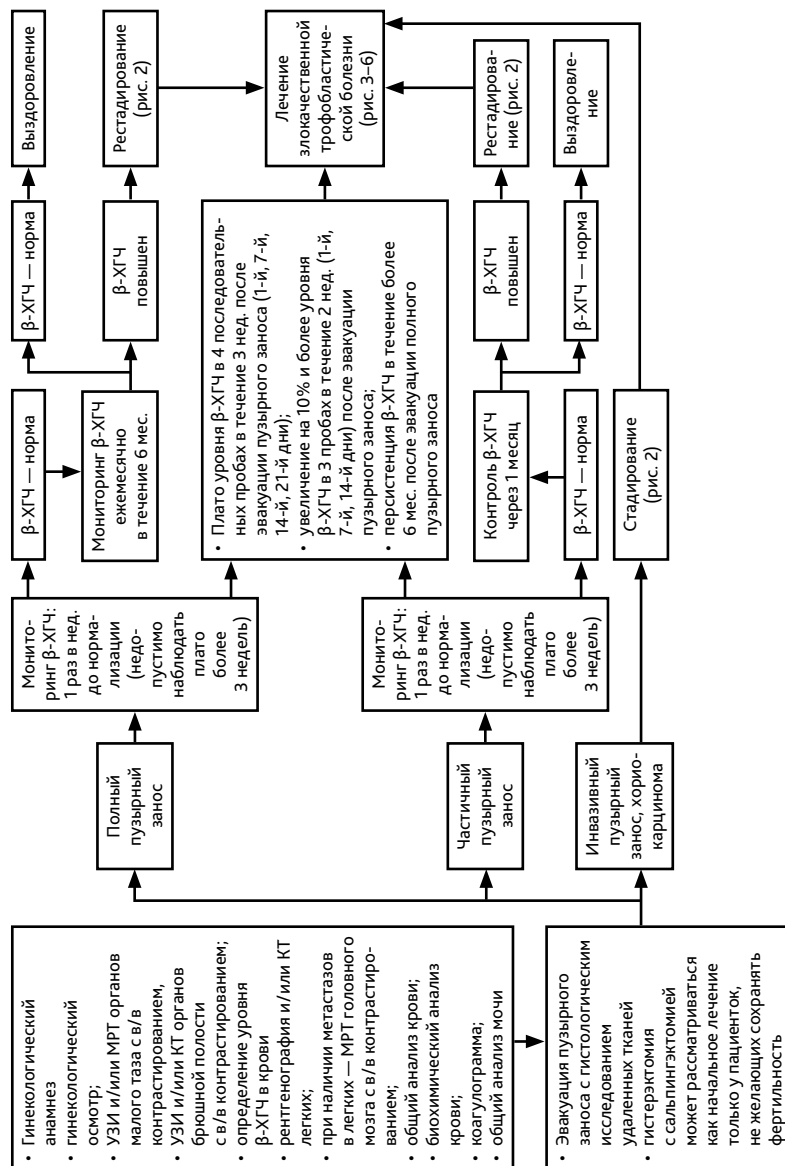 • Гинекологический
анамнез
• гинекологический
осмотр;
• УЗИ и/или МРТ органов
малого таза с в/в
контрастированием,
УЗИ и/или КТ органов
брюшной полости
с в/в контрастированием;
• определение уровня
β-ХГЧ в крови
• рентгенография и/или КТ
легких;
• при наличии метастазов
в легких — МРТ головного
мозга с в/в контрастиро-
ванием;
• общий анализ крови;
• биохимический анализ
крови;
• коагулограмма;
• общий анализ мочи
• Эвакуация пузырного
заноса с гистологическим
исследованием
удаленных тканей
• гистерэктомия
с сальпингэктомией
может рассматриваться
как начальное лечение
только у пациенток,
не желающих сохранять
фертильность
Полный
пузырный
занос
Частичный
пузырный
занос
Инвазивный
пузырный
занос, хорио-
карцинома
Монито-
ринг β-ХГЧ:
1 раз в нед.
до норма-
лизации
(недо-
пустимо
наблюдать
плато
более
3 недель)
Монито-
ринг β-ХГЧ:
1 раз в нед.
до норма-
лизации
(недо-
пустимо
наблюдать
плато
более
3 недель)
β-ХГЧ — норма
Мониторинг β-ХГЧ
ежемесячно
в течение 6 мес.
• Плато уровня β-ХГЧ в 4 последователь-
ных пробах в течение 3 нед. после
эвакуации пузырного заноса (1-й, 7-й,
14-й, 21-й дни);
• увеличение на 10% и более уровня
β-ХГЧ в 3 пробах в течение 2 нед. (1-й,
7-й, 14-й дни) после эвакуации
пузырного заноса;
• персистенция β-ХГЧ в течение более
6 мес. после эвакуации полного
пузырного заноса
Контроль β-ХГЧ
через 1 месяц
β-ХГЧ — норма
Стадирование
(рис. 2)
β-ХГЧ — норма
β-ХГЧ
повышен
β-ХГЧ
повышен
β-ХГЧ — норма
Выздоровление
Рестадирование
(рис. 2)
Лечение
злокачественной
трофобластиче-
ской болезни
(рис. 3–6)
Рестадирова-
ние (рис. 2)
Выздоровле-
ние